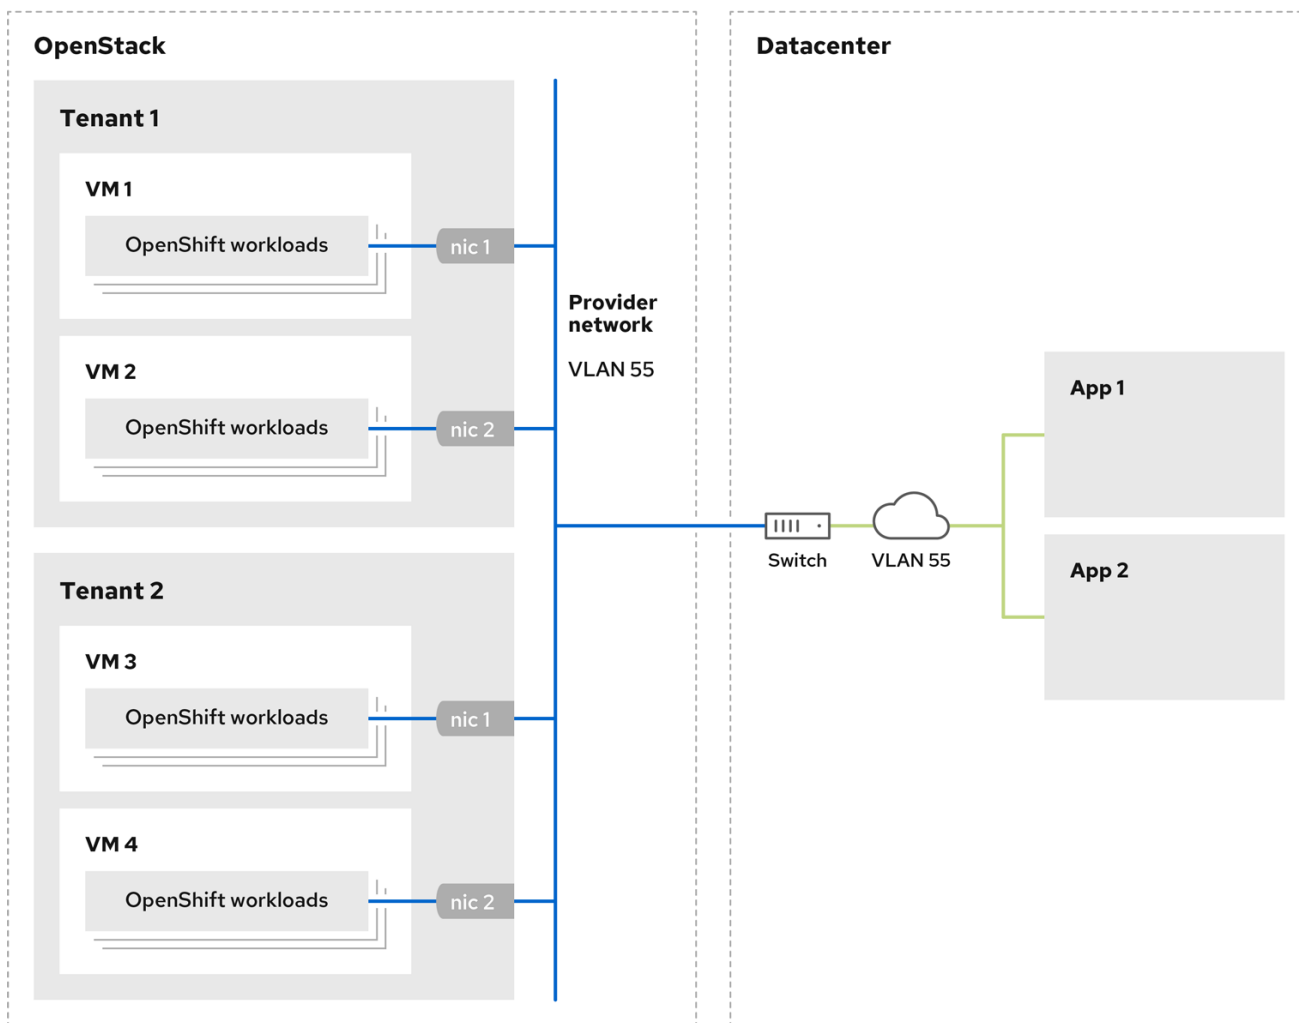 OpenStack
Tenant 1
VM 1
OpenShift workloads
nic 1
VM 2
OpenShift workloads
nic 2
Tenant 2
VM 3
OpenShift workloads
nic 1
VM 4
OpenShift workloads
nic 2
Provider
network
VLAN 55
Datacenter
Switch
VLAN 55
App 1
App 2